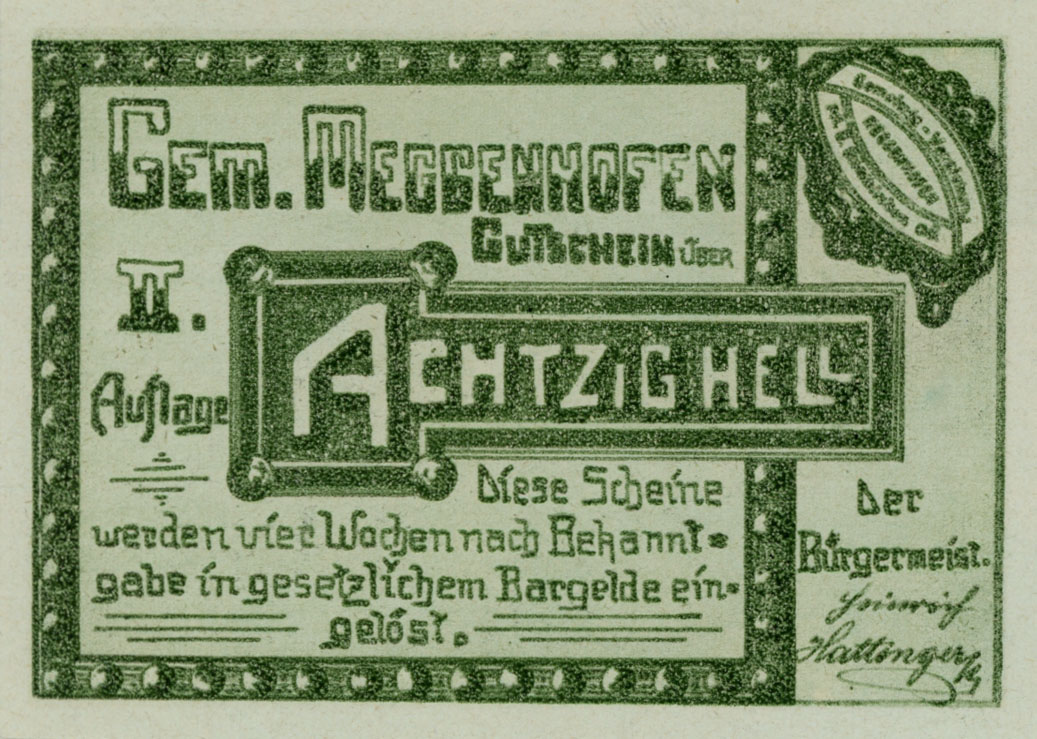 GEM. MEGGENHOFEN
GUTSCHEIN ÜBER
II.
Auflage
ACHTZIG HELL
Diese Scheine
werden vier Wochen nach Bekannt=
gabe in gesetzlichem Bargelde ein=
gelöst.
Der
Bürgermeist.
Heinrich
Hattinger